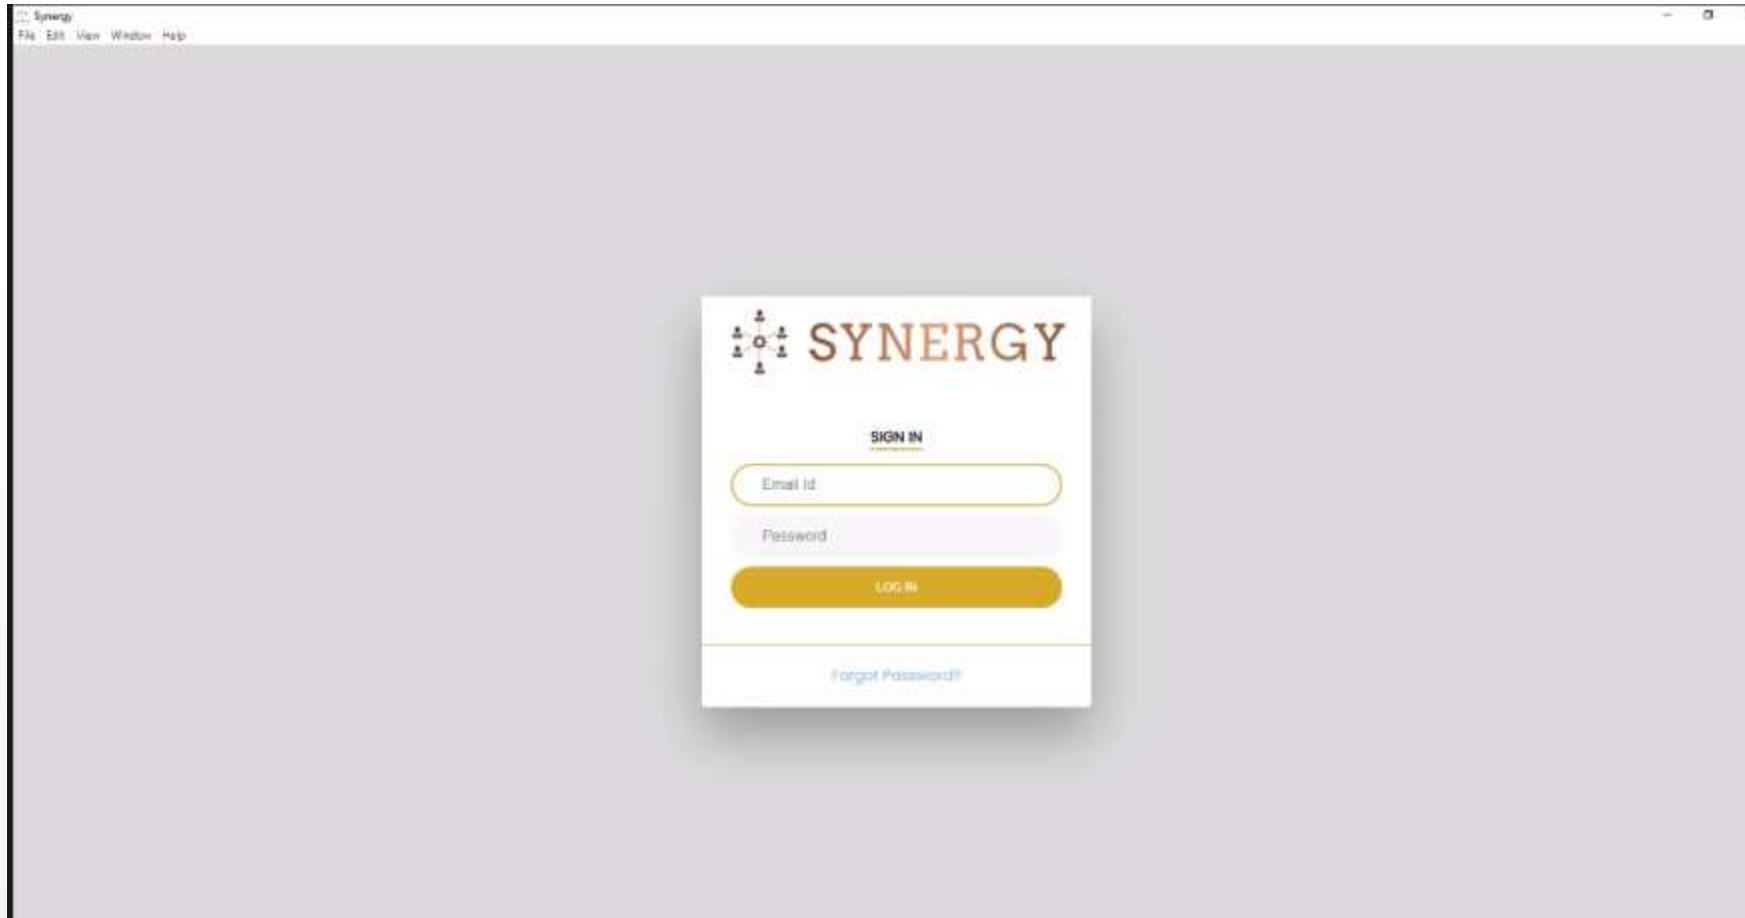 Synergy
File Edit View Window Help
SYNERGY
SIGN IN
Email Id
Password
LOG IN
Forgot Password?